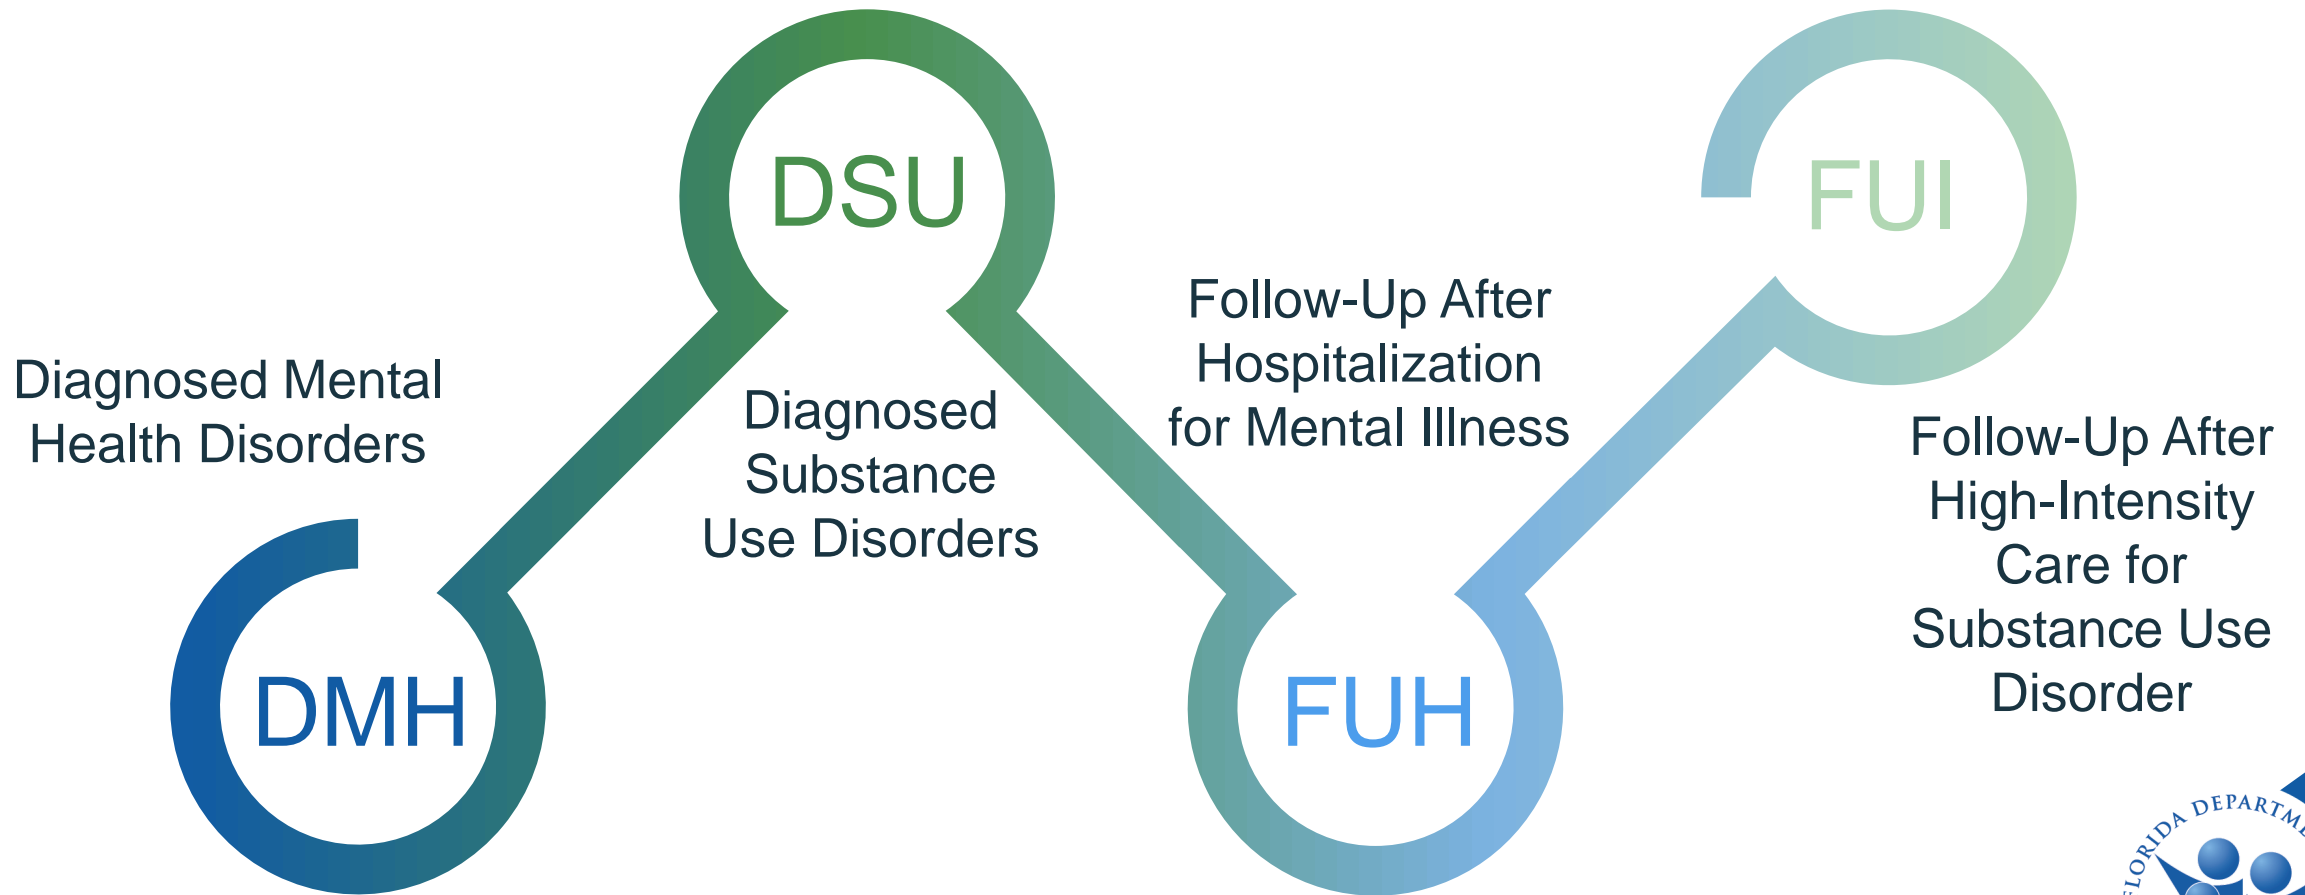 Diagnosed Mental
Health Disorders
DMH
DSU
Diagnosed
Substance
Use Disorders
Follow-Up After
Hospitalization
for Mental Illness
FUH
FUI
Follow-Up After
High-Intensity
Care for
Substance Use
Disorder
FLORIDA